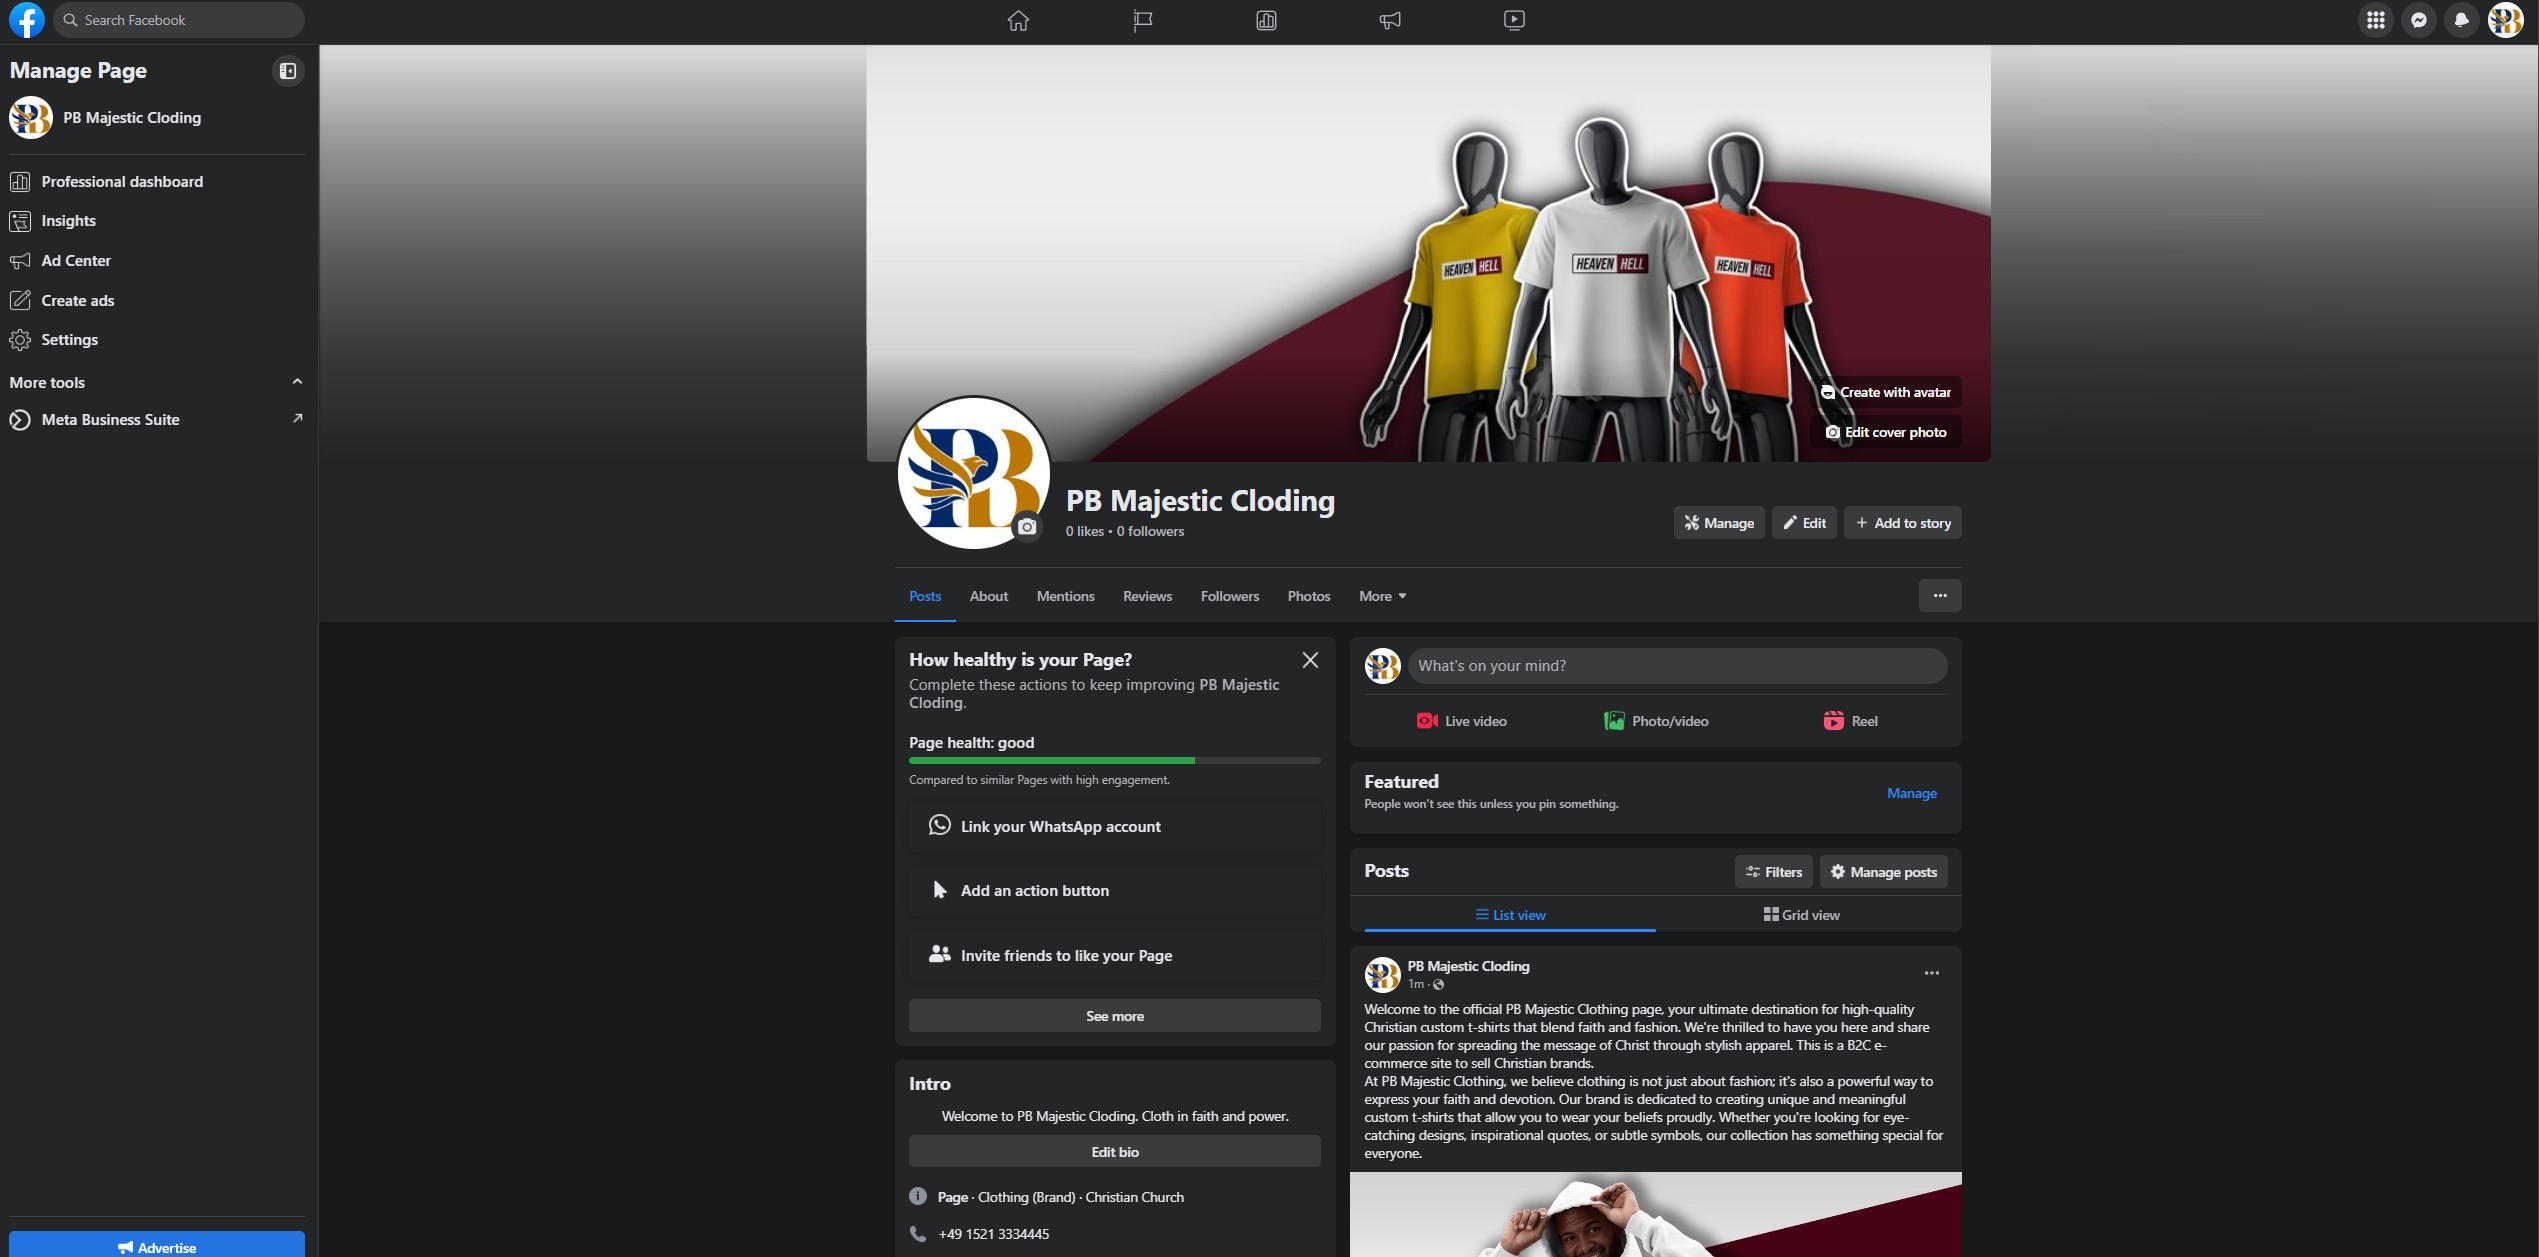 Search Facebook
Manage Page
PB Majestic Cloding
Professional dashboard
Insights
Ad Center
Create ads
Settings
More tools
Meta Business Suite
Advertise
HEAVEN HELL
HEAVEN HELL
HEAVEN HELL
Create with avatar
Edit cover photo
PB
PB Majestic Cloding
0 likes • 0 followers
Manage
Edit
+ Add to story
Posts
About
Mentions
Reviews
Followers
Photos
More
How healthy is your Page?
Complete these actions to keep improving PB Majestic
Cloding.
Page health: good
Compared to similar Pages with high engagement.
Link your WhatsApp account
Add an action button
Invite friends to like your Page
See more
Intro
Welcome to PB Majestic Cloding. Cloth in faith and power.
Edit bio
Page · Clothing (Brand) · Christian Church
+49 1521 3334445
What's on your mind?
Live video
Photo/video
Reel
Featured
People won't see this unless you pin something.
Manage
Posts
Filters
Manage posts
List view
Grid view
PB Majestic Cloding
1m ·
Welcome to the official PB Majestic Clothing page, your ultimate destination for high-quality
Christian custom t-shirts that blend faith and fashion. We're thrilled to have you here and share
our passion for spreading the message of Christ through stylish apparel. This is a B2C e-
commerce site to sell Christian brands.
At PB Majestic Clothing, we believe clothing is not just about fashion; it's also a powerful way to
express your faith and devotion. Our brand is dedicated to creating unique and meaningful
custom t-shirts that allow you to wear your beliefs proudly. Whether you're looking for eye-
catching designs, inspirational quotes, or subtle symbols, our collection has something special for
everyone.